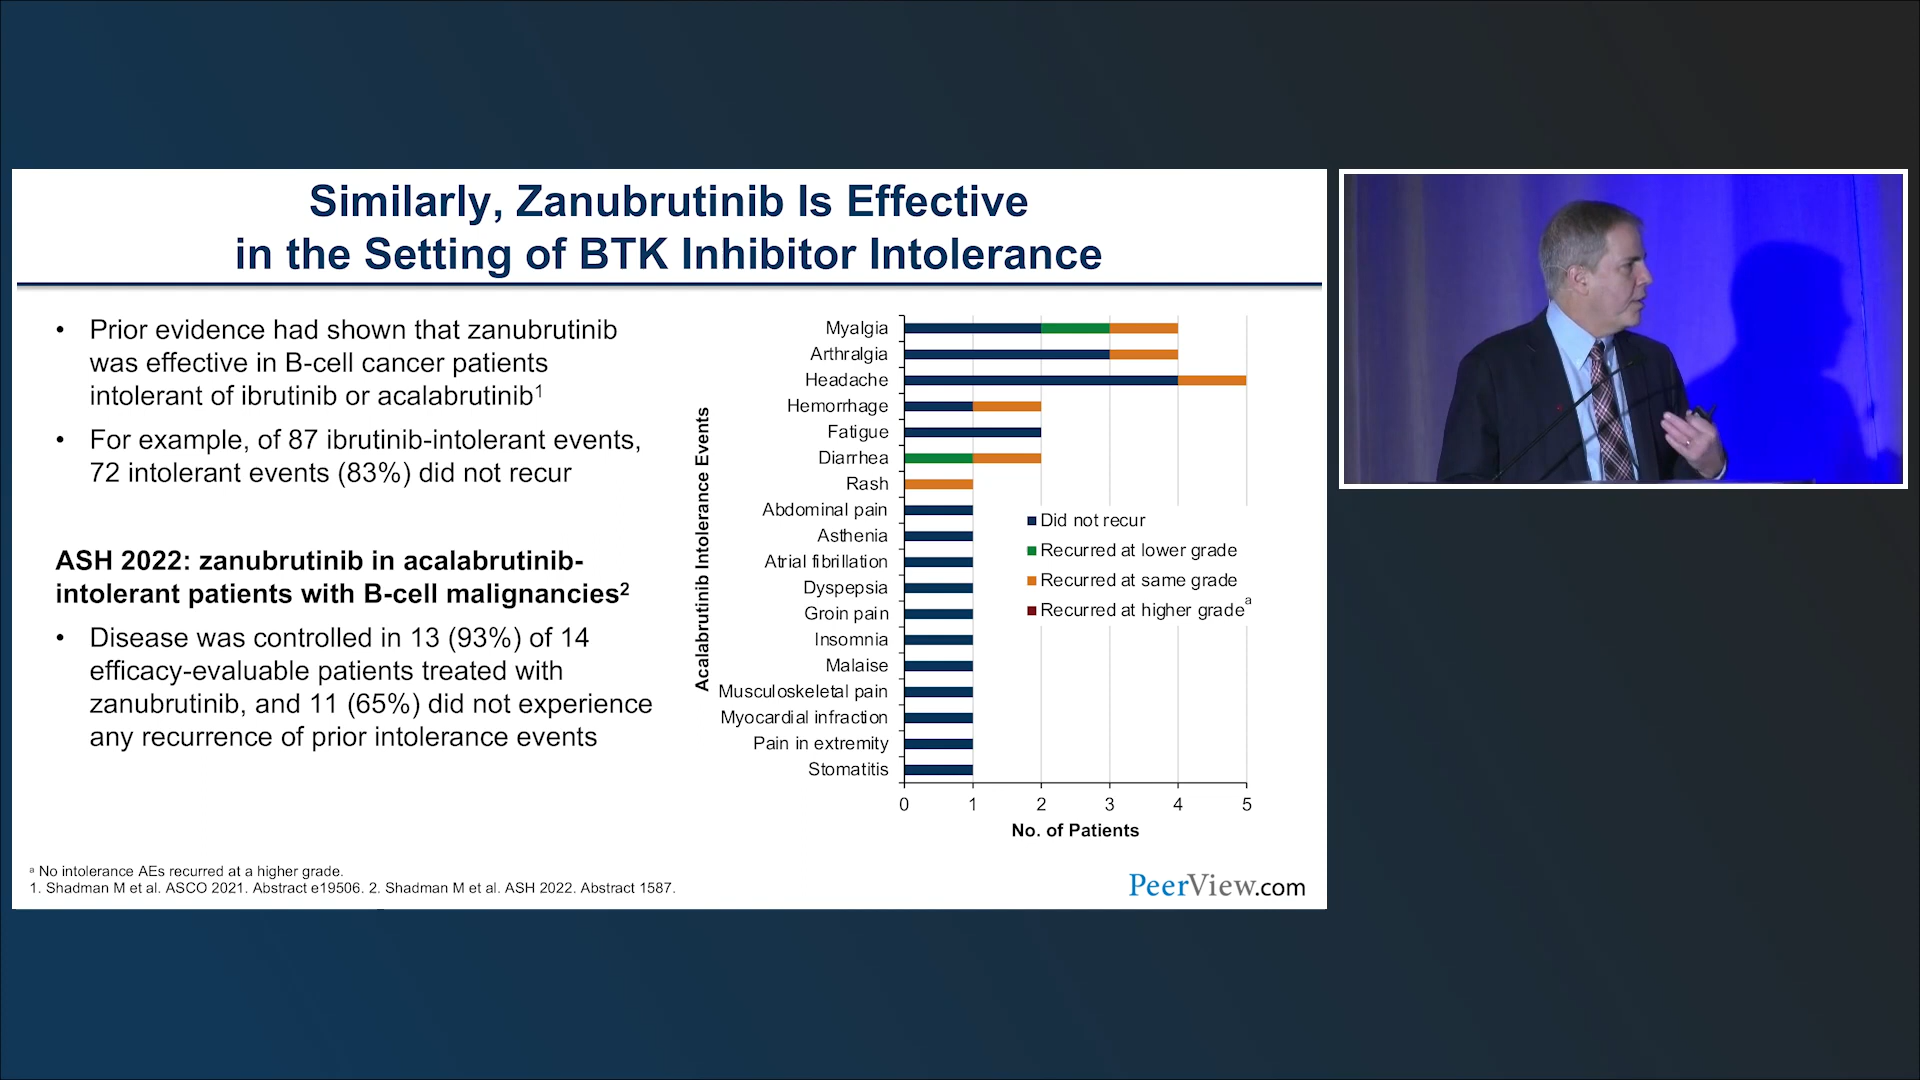 Similarly, Zanubrutinib Is Effective
in the Setting of BTK Inhibitor Intolerance
• Prior evidence had shown that zanubrutinib
was effective in B-cell cancer patients
intolerant of ibrutinib or acalabrutinib1
• For example, of 87 ibrutinib-intolerant events,
72 intolerant events (83%) did not recur
ASH 2022: zanubrutinib in acalabrutinib-
intolerant patients with B-cell malignancies2
• Disease was controlled in 13 (93%) of 14
efficacy-evaluable patients treated with
zanubrutinib, and 11 (65%) did not experience
any recurrence of prior intolerance events
Acalabrutinib Intolerance Events
Myalgia
Arthralgia
Headache
Hemorrhage
Fatigue
Diarrhea
Rash
Abdominal pain
Asthenia
Atrial fibrillation
Dyspepsia
Groin pain
Insomnia
Malaise
Musculoskeletal pain
Myocardial infraction
Pain in extremity
Stomatitis
Did not recur
Recurred at lower grade
Recurred at same grade
Recurred at higher grade a
0 1 2 3 4 5
No. of Patients
a No intolerance AEs recurred at a higher grade.
1. Shadman M et al. ASCO 2021. Abstract e19506. 2. Shadman M et al. ASH 2022. Abstract 1587.
PeerView.com